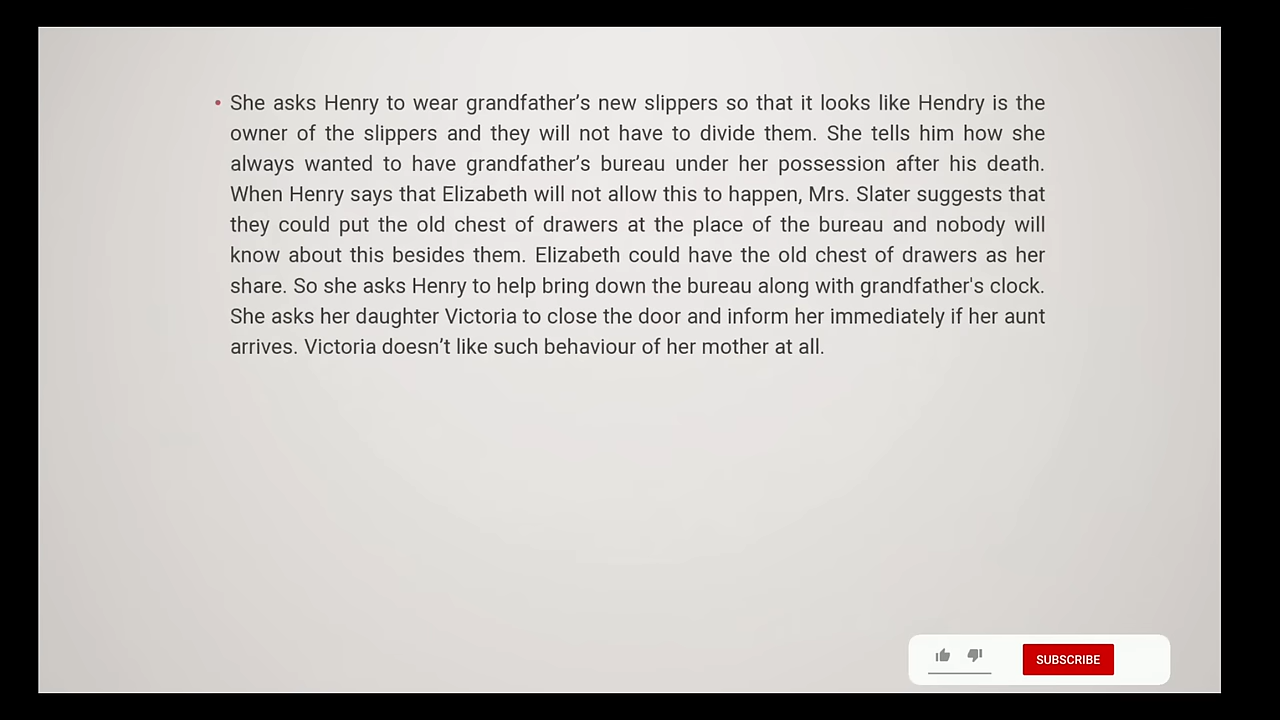 • She asks Henry to wear grandfather’s new slippers so that it looks like Hendry is the
owner of the slippers and they will not have to divide them. She tells him how she
always wanted to have grandfather’s bureau under her possession after his death.
When Henry says that Elizabeth will not allow this to happen, Mrs. Slater suggests that
they could put the old chest of drawers at the place of the bureau and nobody will
know about this besides them. Elizabeth could have the old chest of drawers as her
share. So she asks Henry to help bring down the bureau along with grandfather's clock.
She asks her daughter Victoria to close the door and inform her immediately if her aunt
arrives. Victoria doesn’t like such behaviour of her mother at all.
SUBSCRIBE